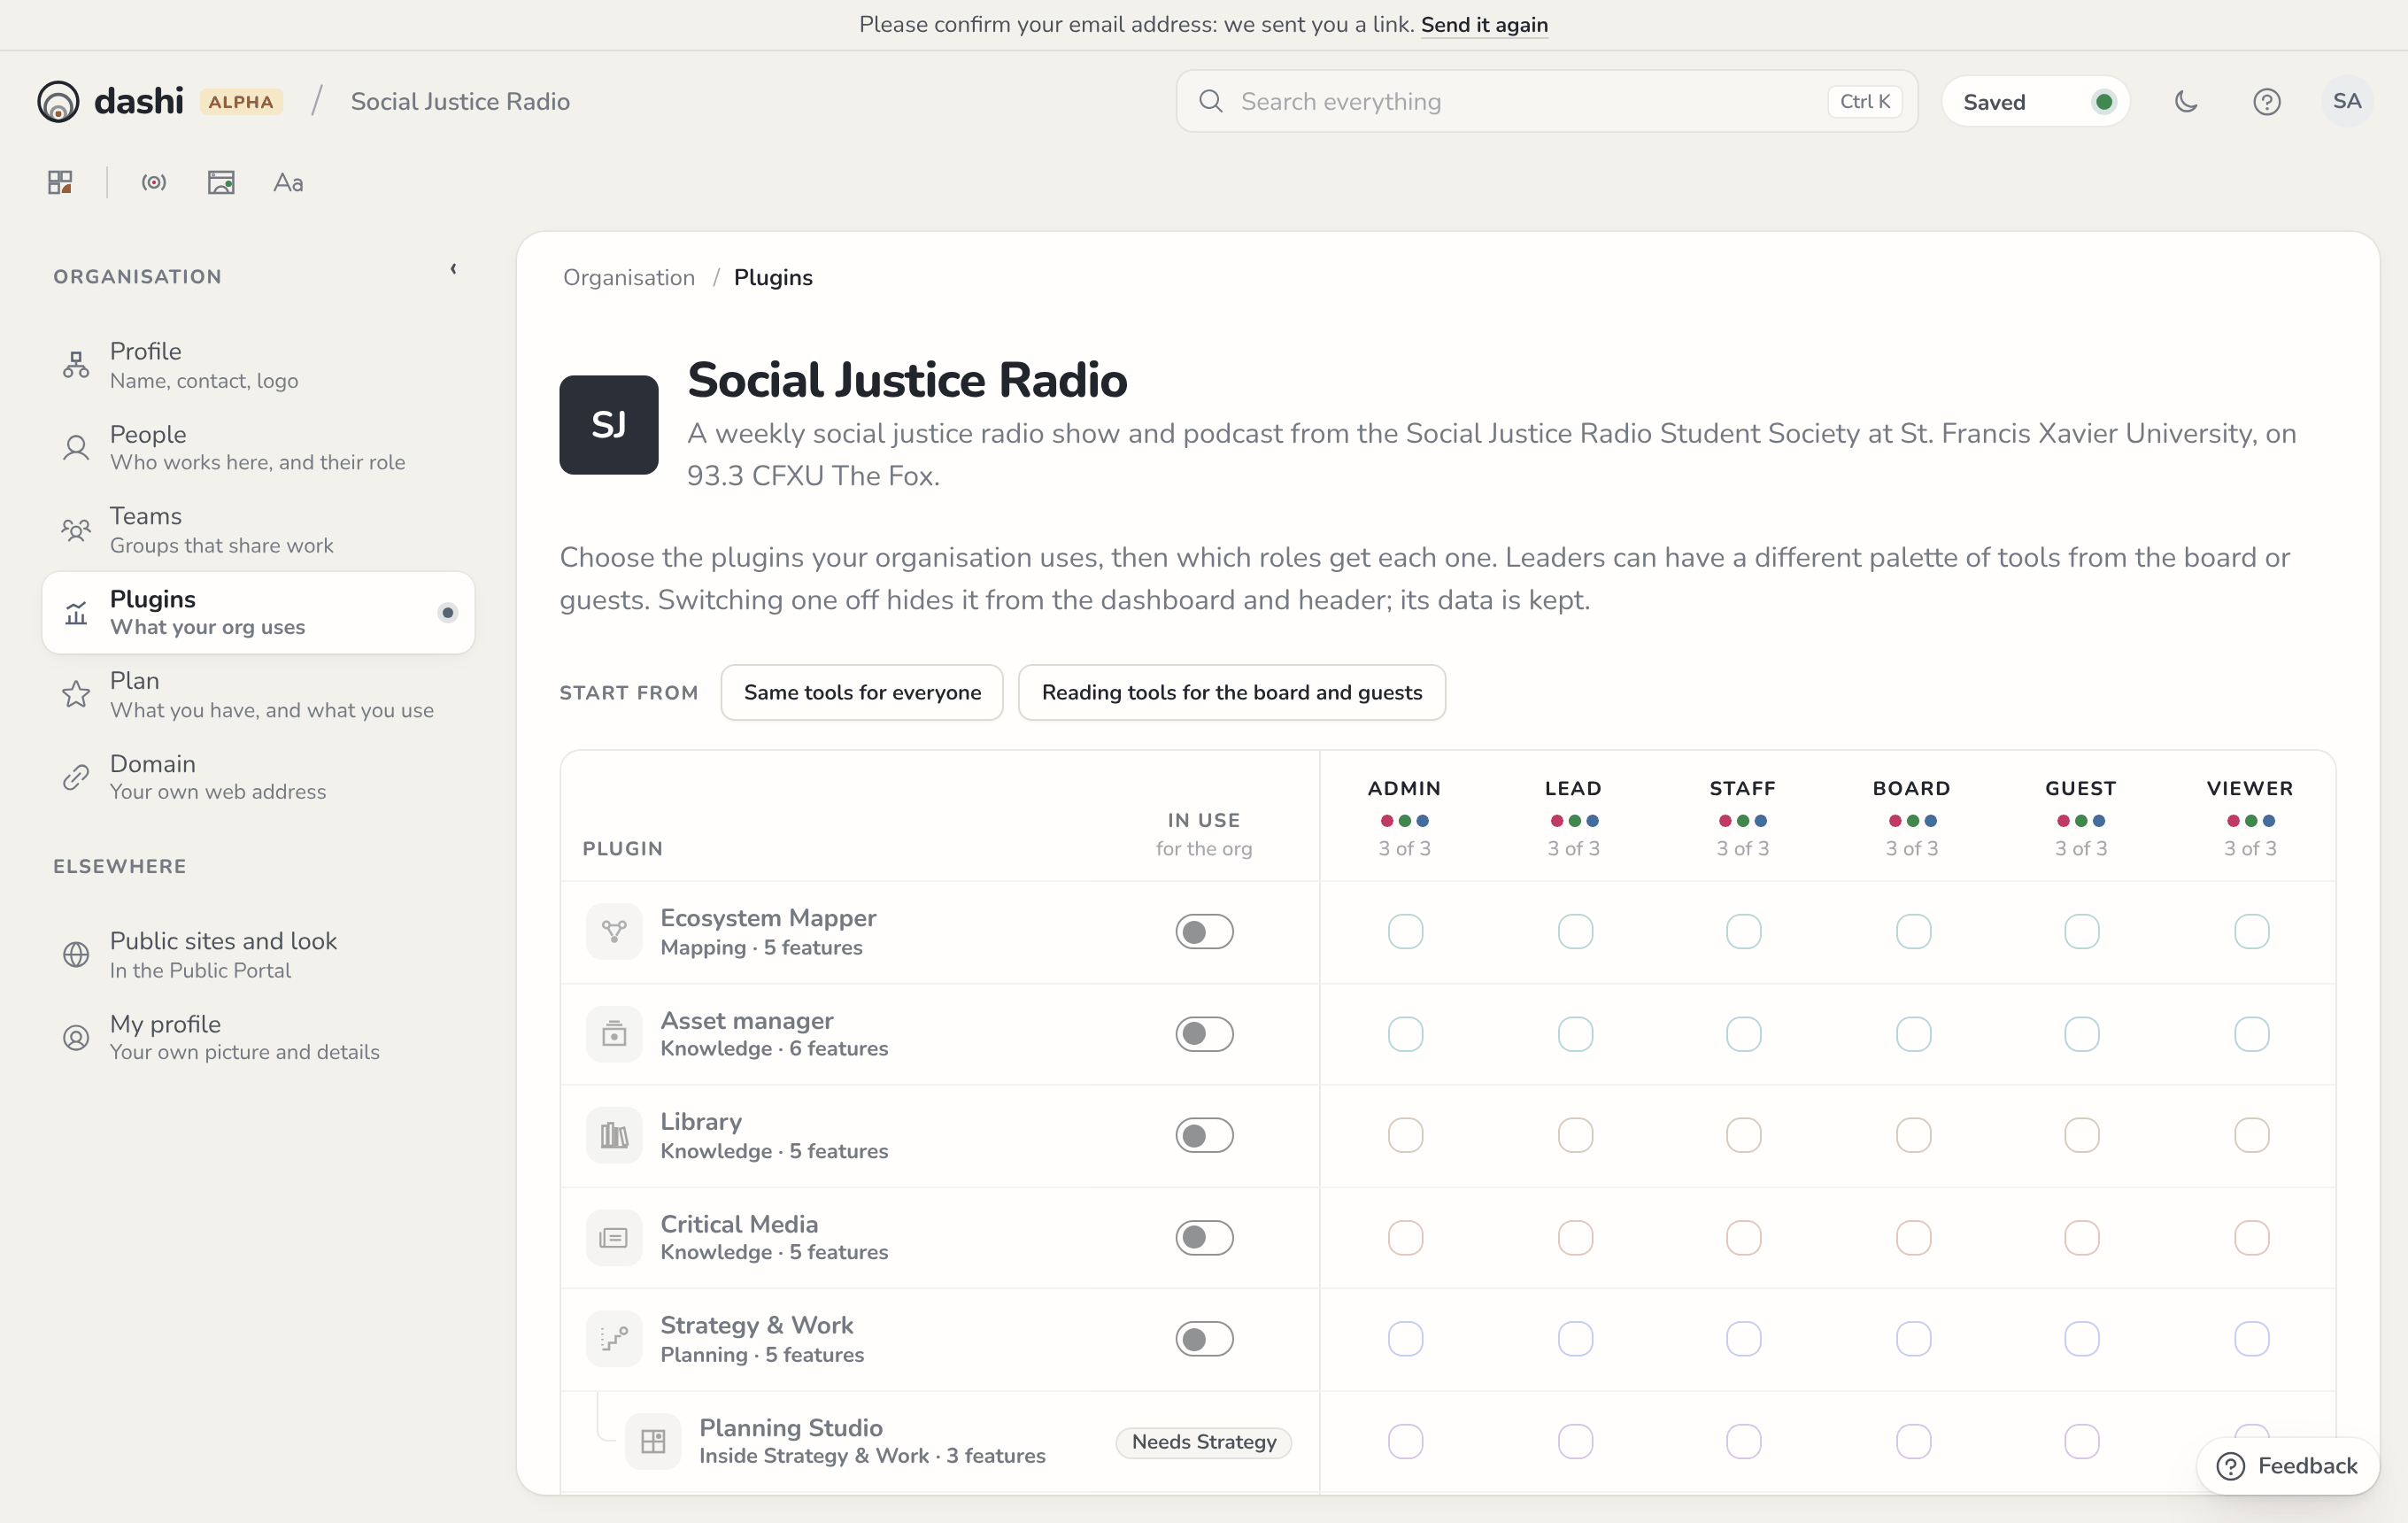 Please confirm your email address: we sent you a link. Send it again
dashi ALPHA / Social Justice Radio
Search everything Ctrl K
Saved
SA
Aa
ORGANISATION
Profile
Name, contact, logo
People
Who works here, and their role
Teams
Groups that share work
Plugins
What your org uses
Plan
What you have, and what you use
Domain
Your own web address
ELSEWHERE
Public sites and look
In the Public Portal
My profile
Your own picture and details
Organisation / Plugins
SJ
Social Justice Radio
A weekly social justice radio show and podcast from the Social Justice Radio Student Society at St. Francis Xavier University, on
93.3 CFXU The Fox.
Choose the plugins your organisation uses, then which roles get each one. Leaders can have a different palette of tools from the board or
guests. Switching one off hides it from the dashboard and header; its data is kept.
START FROM Same tools for everyone Reading tools for the board and guests
PLUGIN
IN USE
for the org
ADMIN LEAD STAFF BOARD GUEST VIEWER
3 of 3 3 of 3 3 of 3 3 of 3 3 of 3 3 of 3
Ecosystem Mapper
Mapping · 5 features
Asset manager
Knowledge · 6 features
Library
Knowledge · 5 features
Critical Media
Knowledge · 5 features
Strategy & Work
Planning · 5 features
Planning Studio
Inside Strategy & Work · 3 features
Needs Strategy
Feedback